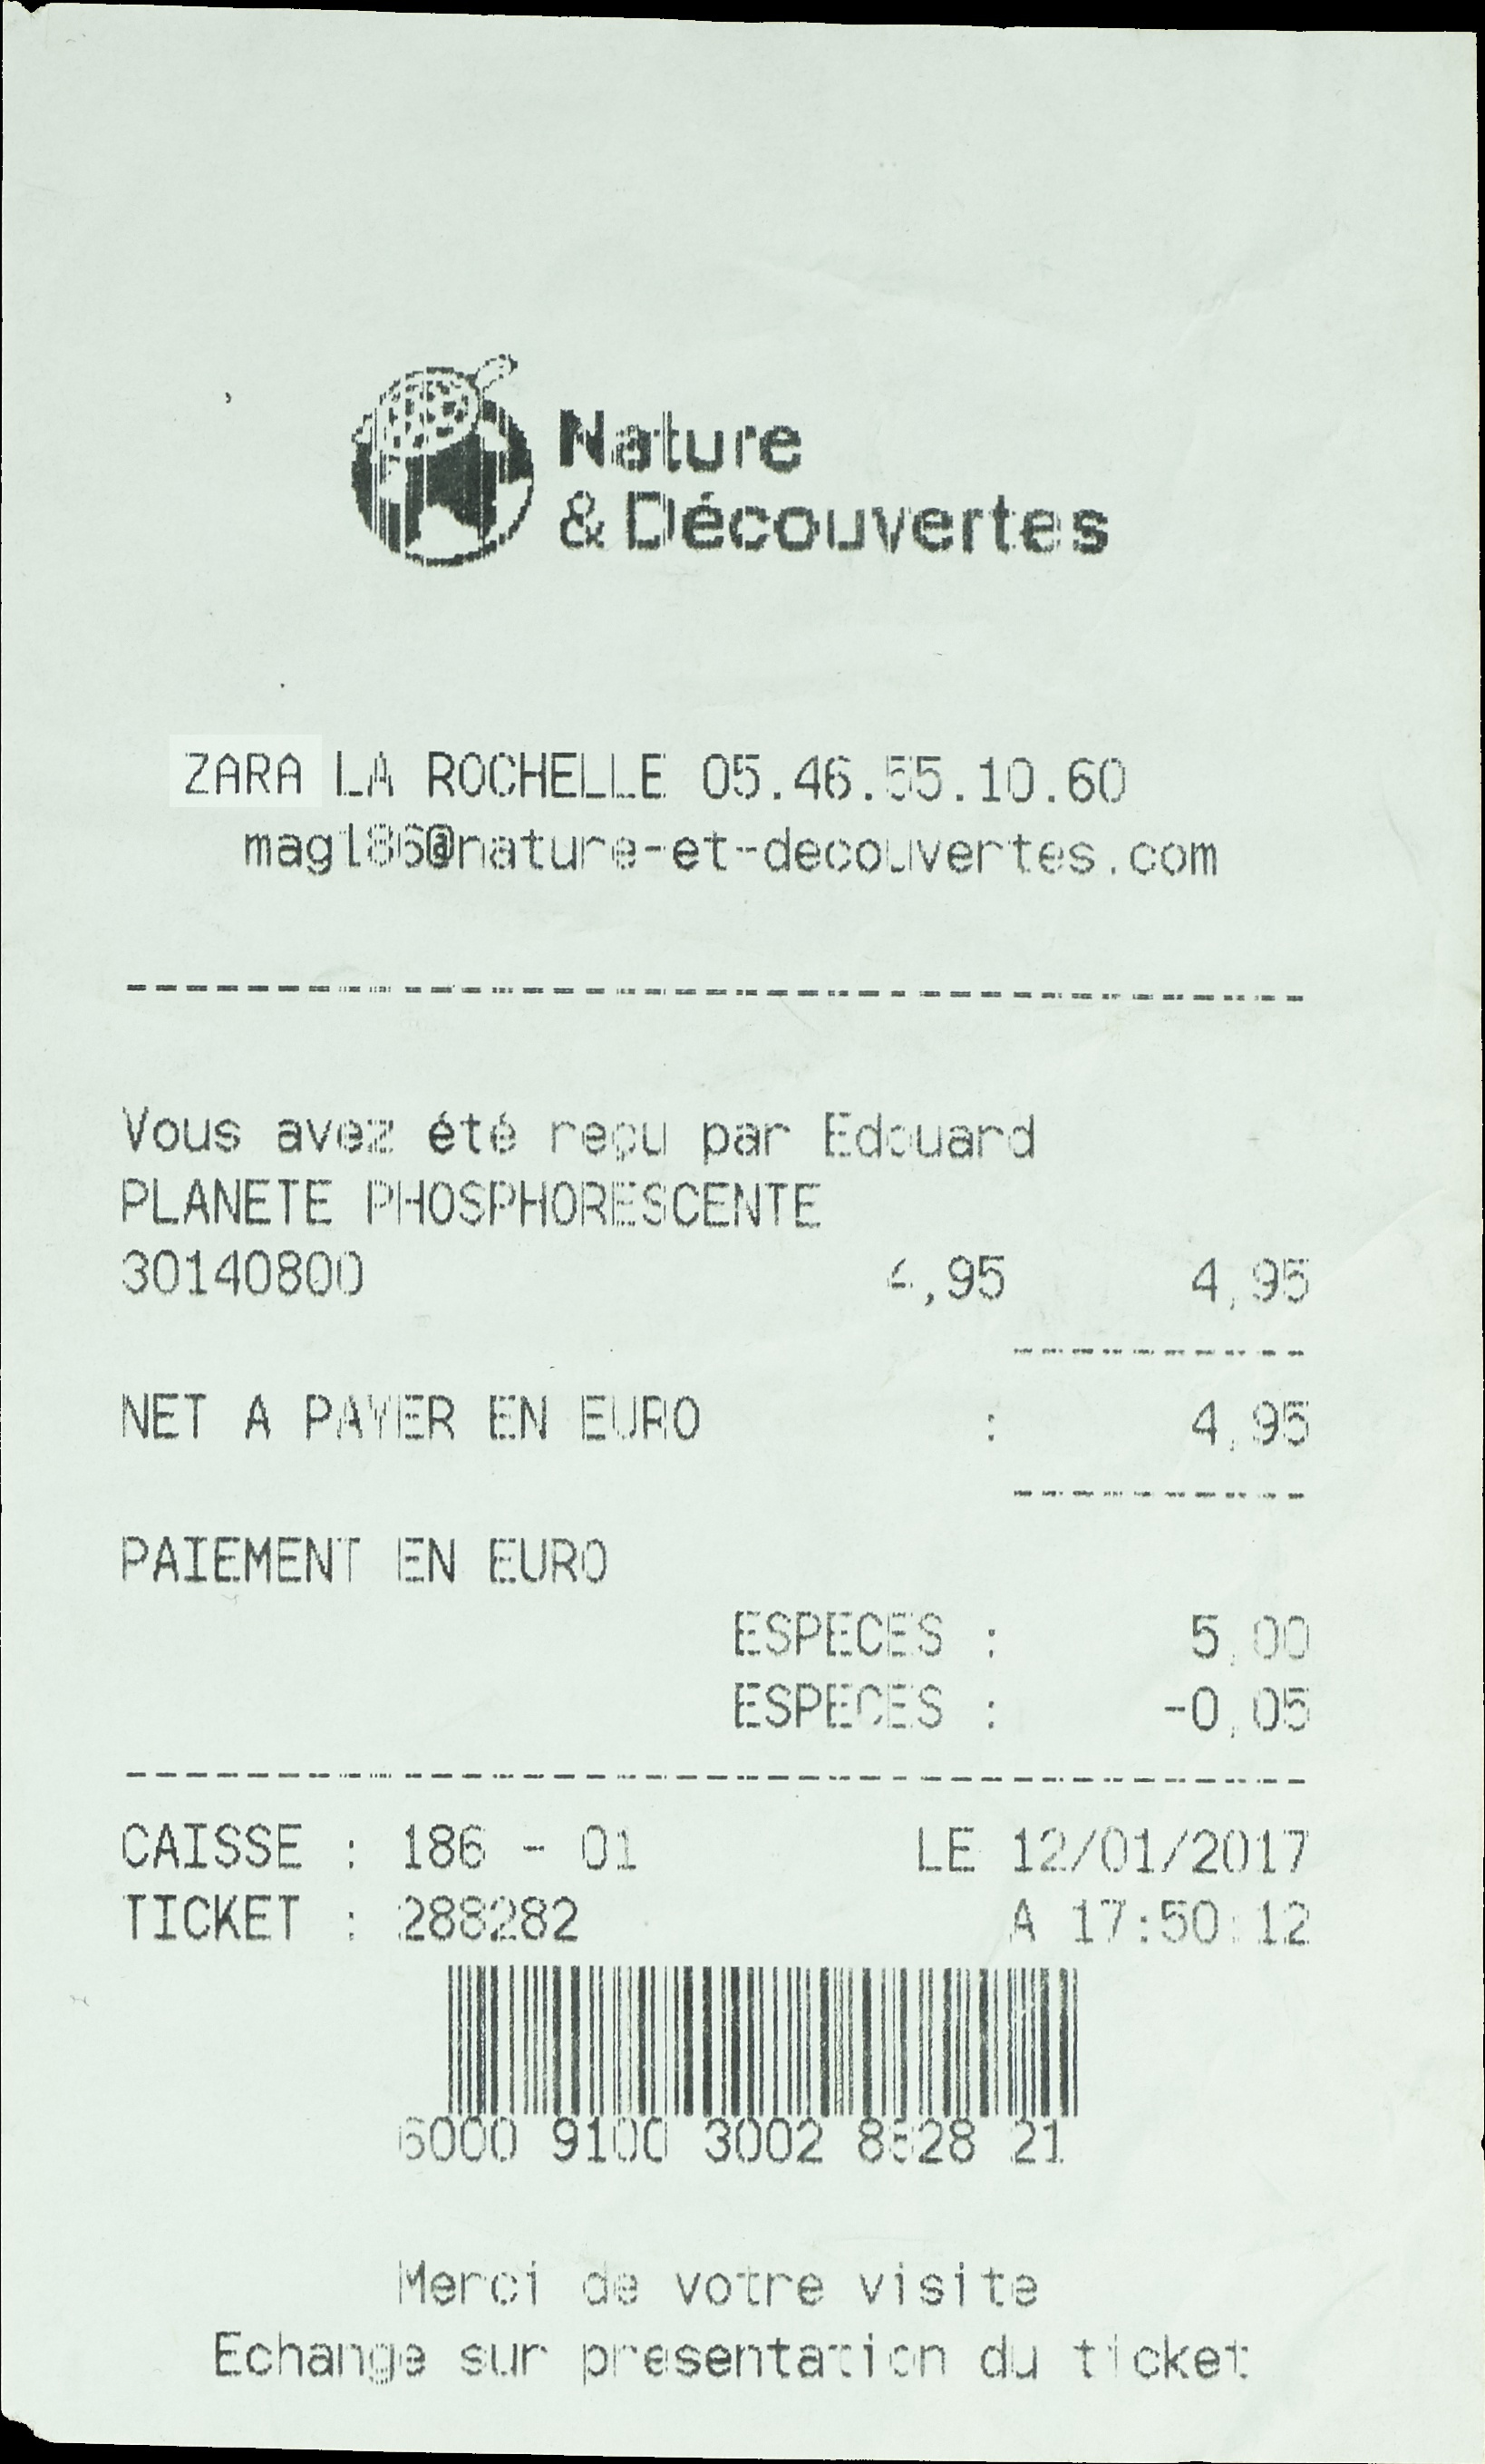 Nature
& Découvertes
ZARA LA ROCHELLE 05.46.55.10.60
mag186@nature-et-decouvertes.com
Vous avez été reçu par Edouard
PLANETE PHOSPHORESCENTE
30140800 4,95 4,95
NET A PAYER EN EURO : 4,95
PAIEMENT EN EURO
ESPECES : 5,00
ESPECES : -0,05
CAISSE : 186 - 01 LE 12/01/2017
TICKET : 288282 A 17:50:12
6000 9100 3002 8828 21
Merci de votre visite
Echange sur presentation du ticket